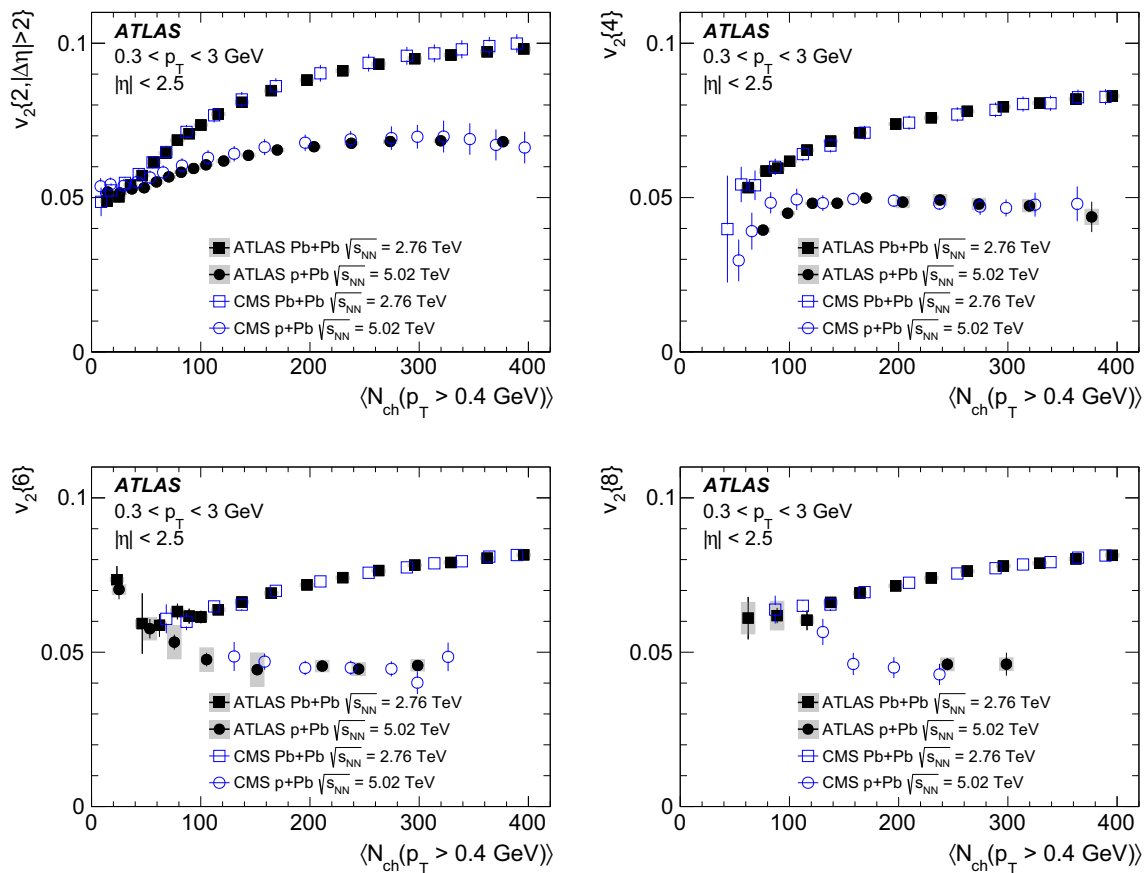 v₂{2,|Δη|>2}
0.1
0.05
0
ATLAS
0.3 < p_T < 3 GeV
|η| < 2.5
ATLAS Pb+Pb √s_NN = 2.76 TeV
ATLAS p+Pb √s_NN = 5.02 TeV
CMS Pb+Pb √s_NN = 2.76 TeV
CMS p+Pb √s_NN = 5.02 TeV
0 100 200 300 400
⟨N_ch(p_T > 0.4 GeV)⟩
v₂{4}
0.1
0.05
0
ATLAS
0.3 < p_T < 3 GeV
|η| < 2.5
ATLAS Pb+Pb √s_NN = 2.76 TeV
ATLAS p+Pb √s_NN = 5.02 TeV
CMS Pb+Pb √s_NN = 2.76 TeV
CMS p+Pb √s_NN = 5.02 TeV
0 100 200 300 400
⟨N_ch(p_T > 0.4 GeV)⟩
v₂{6}
0.1
0.05
0
ATLAS
0.3 < p_T < 3 GeV
|η| < 2.5
ATLAS Pb+Pb √s_NN = 2.76 TeV
ATLAS p+Pb √s_NN = 5.02 TeV
CMS Pb+Pb √s_NN = 2.76 TeV
CMS p+Pb √s_NN = 5.02 TeV
0 100 200 300 400
⟨N_ch(p_T > 0.4 GeV)⟩
v₂{8}
0.1
0.05
0
ATLAS
0.3 < p_T < 3 GeV
|η| < 2.5
ATLAS Pb+Pb √s_NN = 2.76 TeV
ATLAS p+Pb √s_NN = 5.02 TeV
CMS Pb+Pb √s_NN = 2.76 TeV
CMS p+Pb √s_NN = 5.02 TeV
0 100 200 300 400
⟨N_ch(p_T > 0.4 GeV)⟩